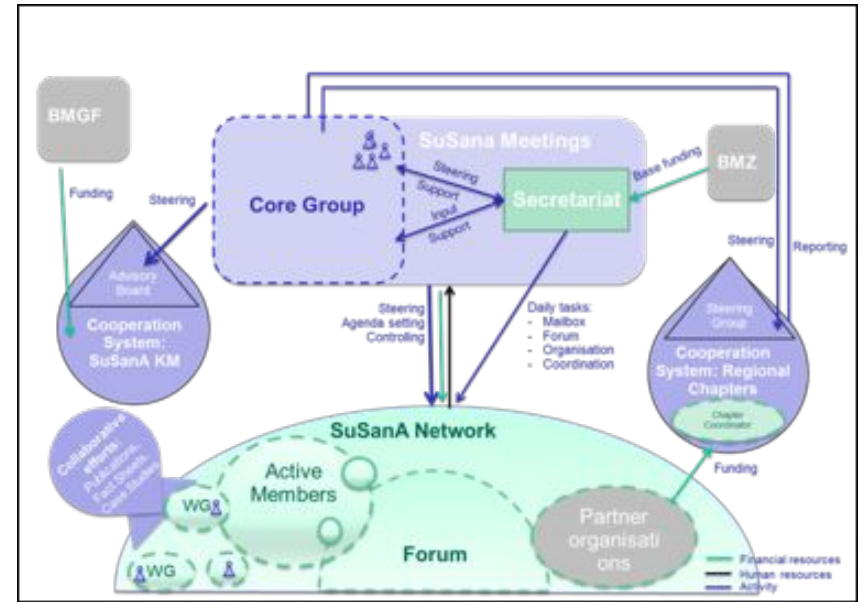 BMGF
SuSana Meetings
BMZ
Base funding
Steering
Support
Input
Support
Core Group
Secretariat
Funding
Steering
Steering
Reporting
Advisory
Board
Cooperation
System:
SuSanA KM
Steering
Agenda setting
Controlling
Daily tasks:
- Mailbox
- Forum
- Organisation
- Coordination
Steering
Group
Cooperation
System: Regional
Chapters
Chapter
Coordinator
Funding
SuSanA Network
Collaborative
efforts:
Publications,
Fact Sheets,
Case Studies
Active
Members
WG
WG
Forum
Partner
organisati
ons
Financial resources
Human resources
Activity